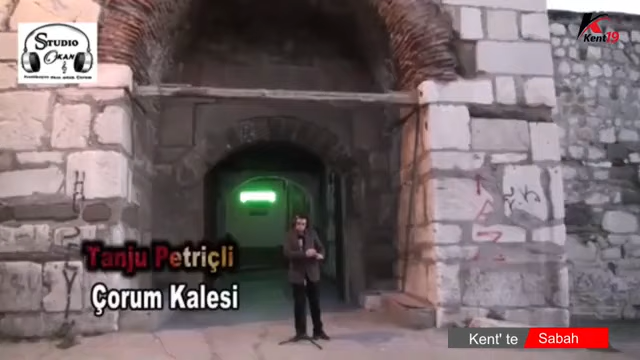 STUDIO
OKAN
Kent19
Tanju Petriçli
Çorum Kalesi
Kent' te Sabah